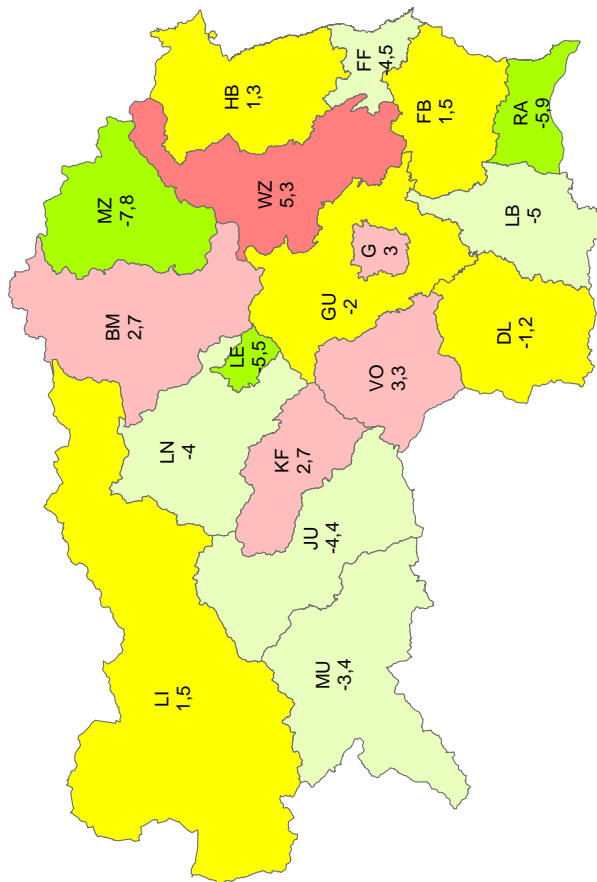 BM
2,7
MZ
-7,8
LI
1,5
LN
-4
LE
-5,5
HB
1,3
KF
2,7
WZ
5,3
MU
-3,4
JU
-4,4
GU
-2
VO
3,3
G
3
FF
-4,5
FB
1,5
DL
-1,2
LB
-5
RA
-5,9